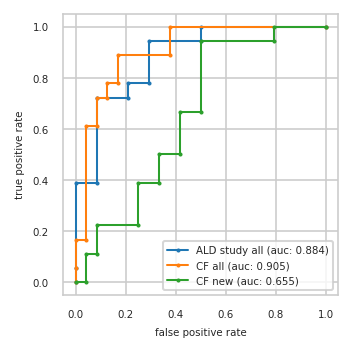 1.0
0.8
0.6
0.4
0.2
0.0
true positive rate
ALD study all (auc: 0.884)
CF all (auc: 0.905)
CF new (auc: 0.655)
0.0 0.2 0.4 0.6 0.8 1.0
false positive rate